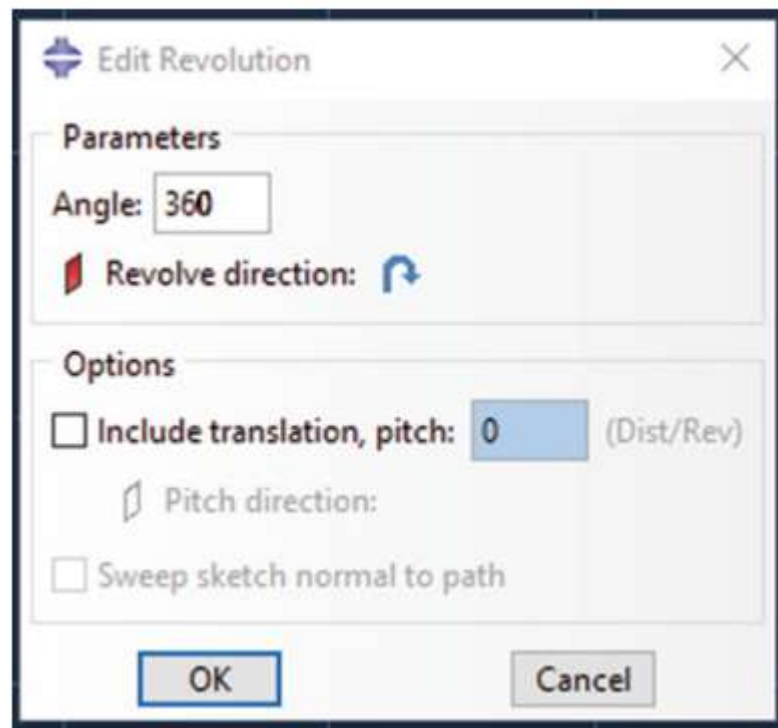 Edit Revolution
Parameters
Angle: 360
Revolve direction:
Options
Include translation, pitch: 0 (Dist/Rev)
Pitch direction:
Sweep sketch normal to path
OK Cancel